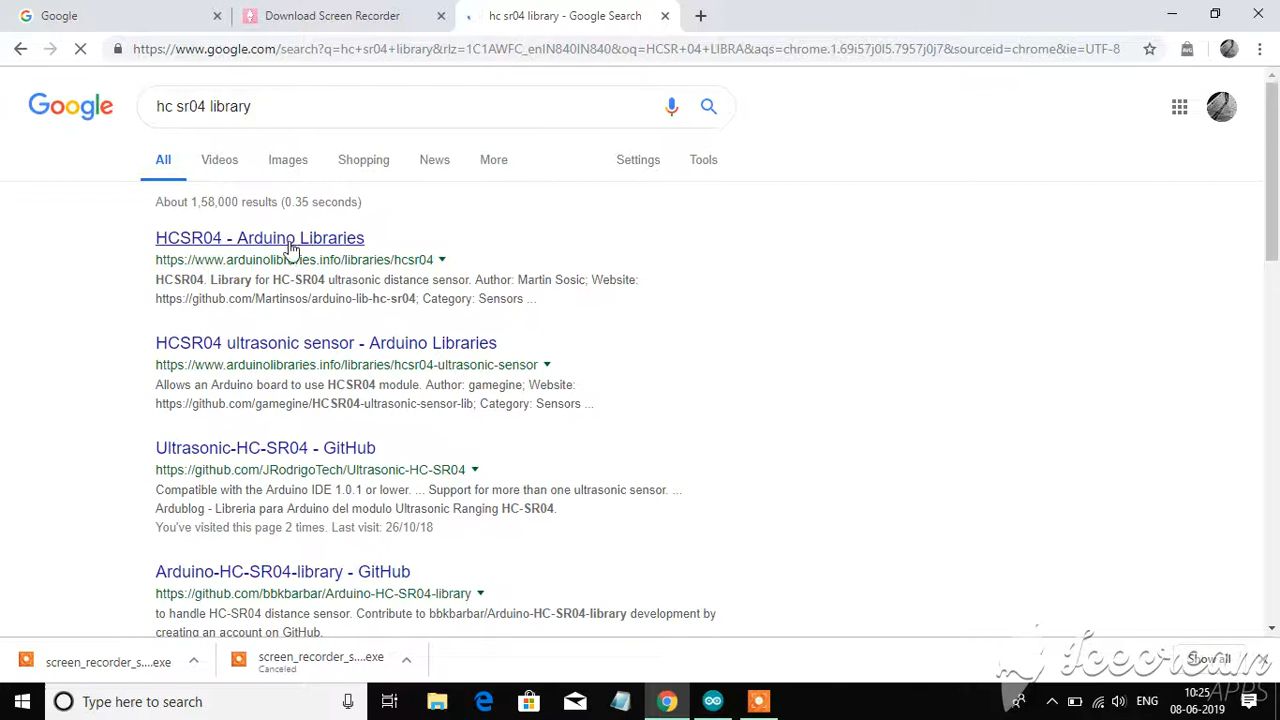 Google
Download Screen Recorder
hc sr04 library - Google Search
https://www.google.com/search?q=hc+sr04+library&rlz=1C1AWFC_enIN840IN840&oq=HCSR+04+LIBRA&aqs=chrome.1.69i57j0l5.7957j0j7&sourceid=chrome&ie=UTF-8
Google
hc sr04 library
All Videos Images Shopping News More Settings Tools
About 1,58,000 results (0.35 seconds)
HCSR04 - Arduino Libraries
https://www.arduinolibraries.info/libraries/hcsr04
HCSR04. Library for HC-SR04 ultrasonic distance sensor. Author: Martin Sosic; Website:
https://github.com/Martinsos/arduino-lib-hc-sr04; Category: Sensors ...
HCSR04 ultrasonic sensor - Arduino Libraries
https://www.arduinolibraries.info/libraries/hcsr04-ultrasonic-sensor
Allows an Arduino board to use HCSR04 module. Author: gamegine; Website:
https://github.com/gamegine/HCSR04-ultrasonic-sensor-lib; Category: Sensors ...
Ultrasonic-HC-SR04 - GitHub
https://github.com/JRodrigoTech/Ultrasonic-HC-SR04
Compatible with the Arduino IDE 1.0.1 or lower. ... Support for more than one ultrasonic sensor. ...
Ardublog - Libreria para Arduino del modulo Ultrasonic Ranging HC-SR04.
You've visited this page 2 times. Last visit: 26/10/18
Arduino-HC-SR04-library - GitHub
https://github.com/bbkbarbar/Arduino-HC-SR04-library
to handle HC-SR04 distance sensor. Contribute to bbkbarbar/Arduino-HC-SR04-library development by
creating an account on GitHub.
screen_recorder_s....exe
screen_recorder_s....exe
Canceled
Show all
Icecream
APPS
Type here to search
ENG
10:25
08-06-2019